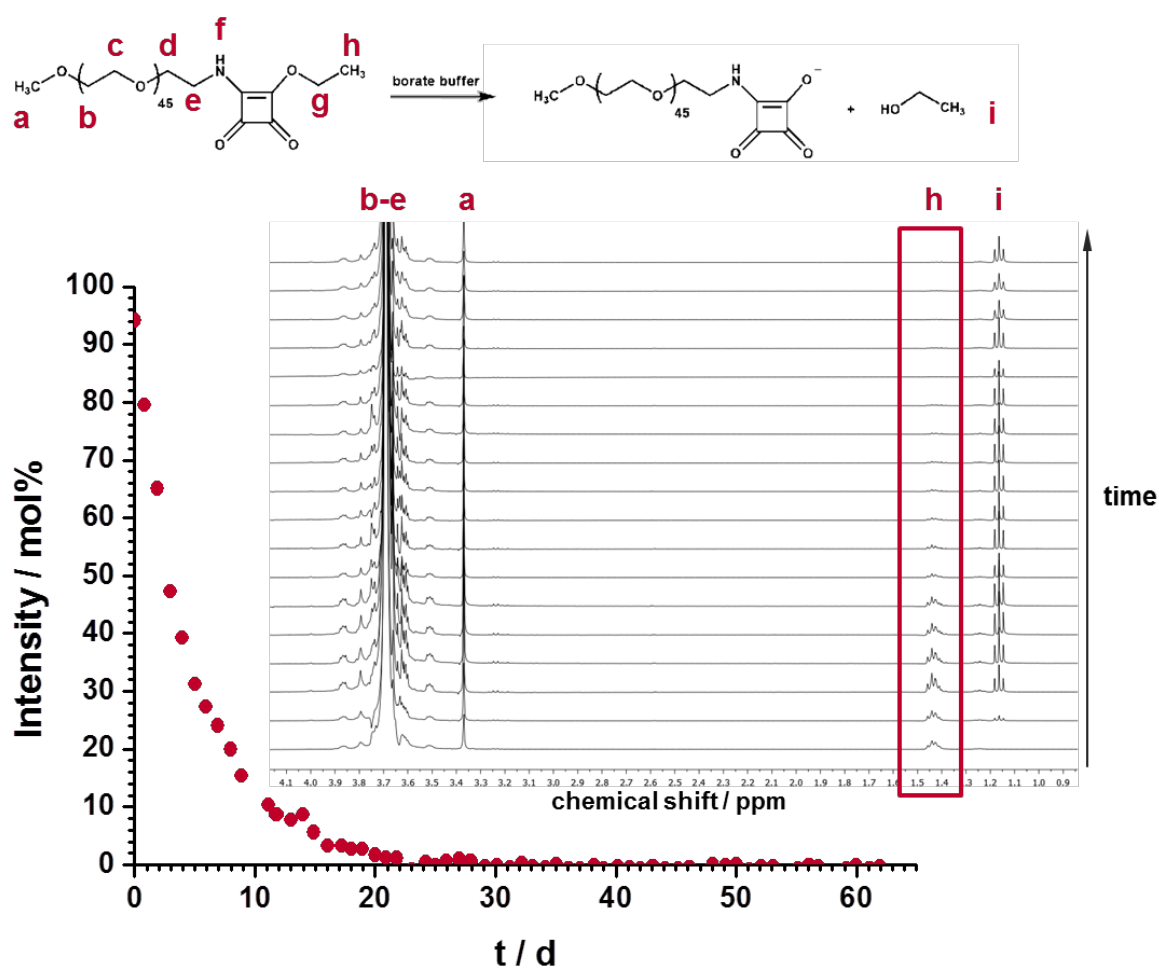 f
c d h
H
N
O
O
O
CH₃
H₃C
45
a b e g
O O
borate buffer
H
N
O⁻
O
O
H₃C
45
O O
+
HO CH₃ i
b-e a h i
time
4.1 4.0 3.9 3.8 3.7 3.6 3.5 3.4 3.3 3.2 3.1 3.0 2.9 2.8 2.7 2.6 2.5 2.4 2.3 2.2 2.1 2.0 1.9 1.8 1.7 1.6 1.5 1.4 1.3 1.2 1.1 1.0 0.9
chemical shift / ppm
100
90
80
70
60
50
40
30
20
10
0
Intensity / mol%
0 10 20 30 40 50 60
t / d